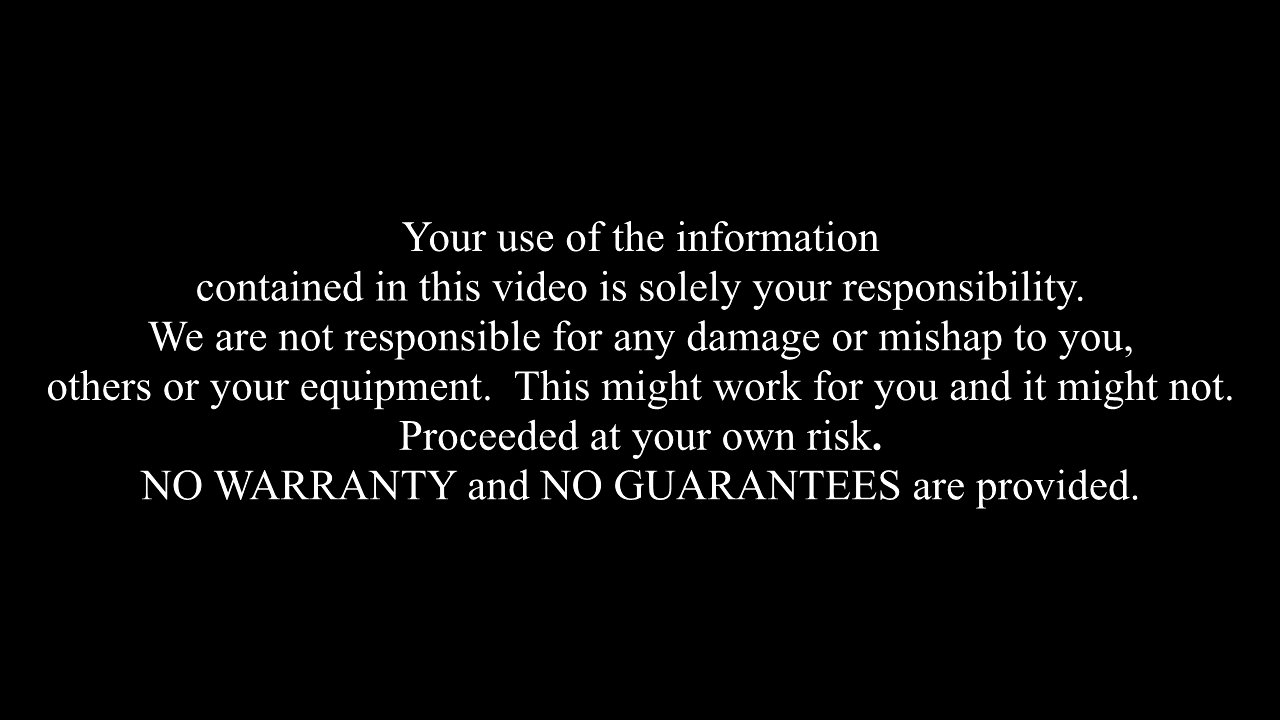 Your use of the information
contained in this video is solely your responsibility.
We are not responsible for any damage or mishap to you,
others or your equipment.  This might work for you and it might not.
Proceeded at your own risk.
NO WARRANTY and NO GUARANTEES are provided.